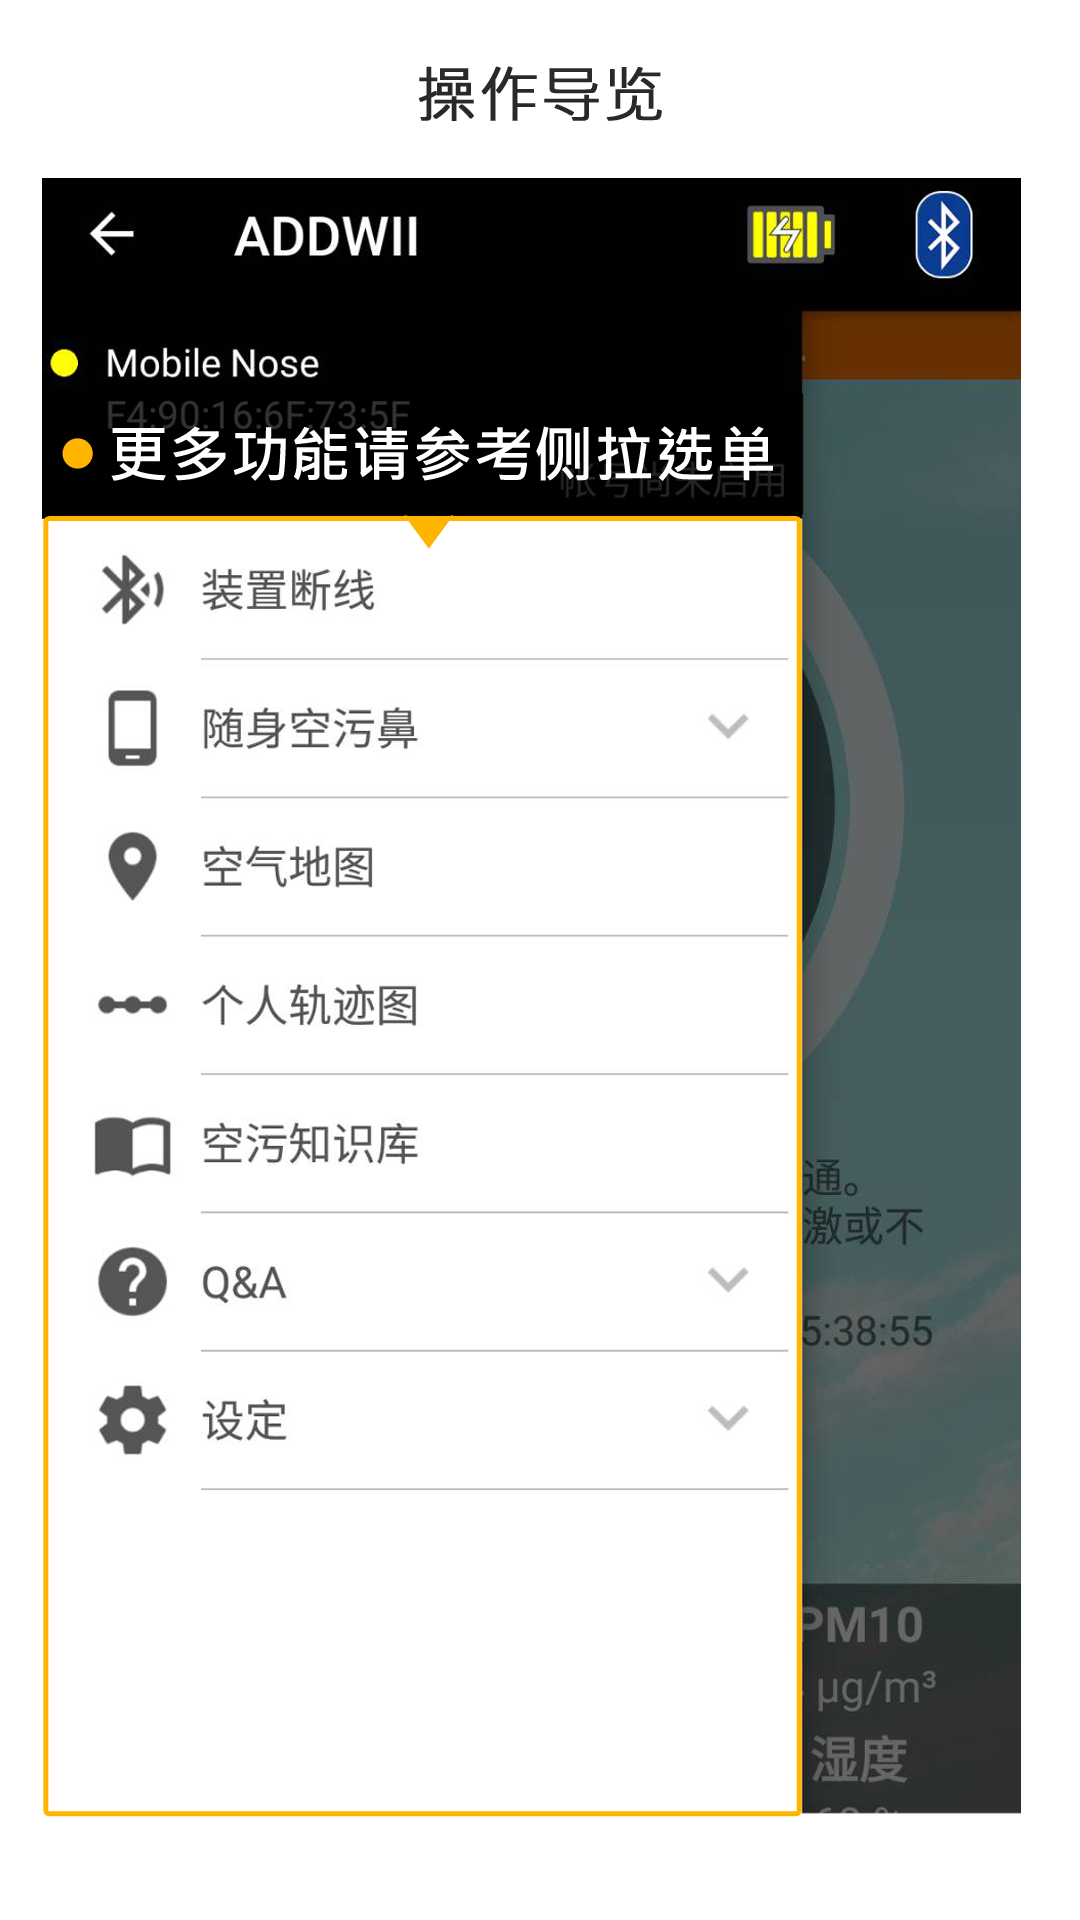 操作导览
ADDWII
Mobile Nose
F4:90:16:6F:73:5F
更多功能请参考侧拉选单
帐号尚未启用
装置断线
随身空污鼻
空气地图
个人轨迹图
空污知识库
通。
激或不
Q&A
5:38:55
设定
PM10
µg/m³
湿度